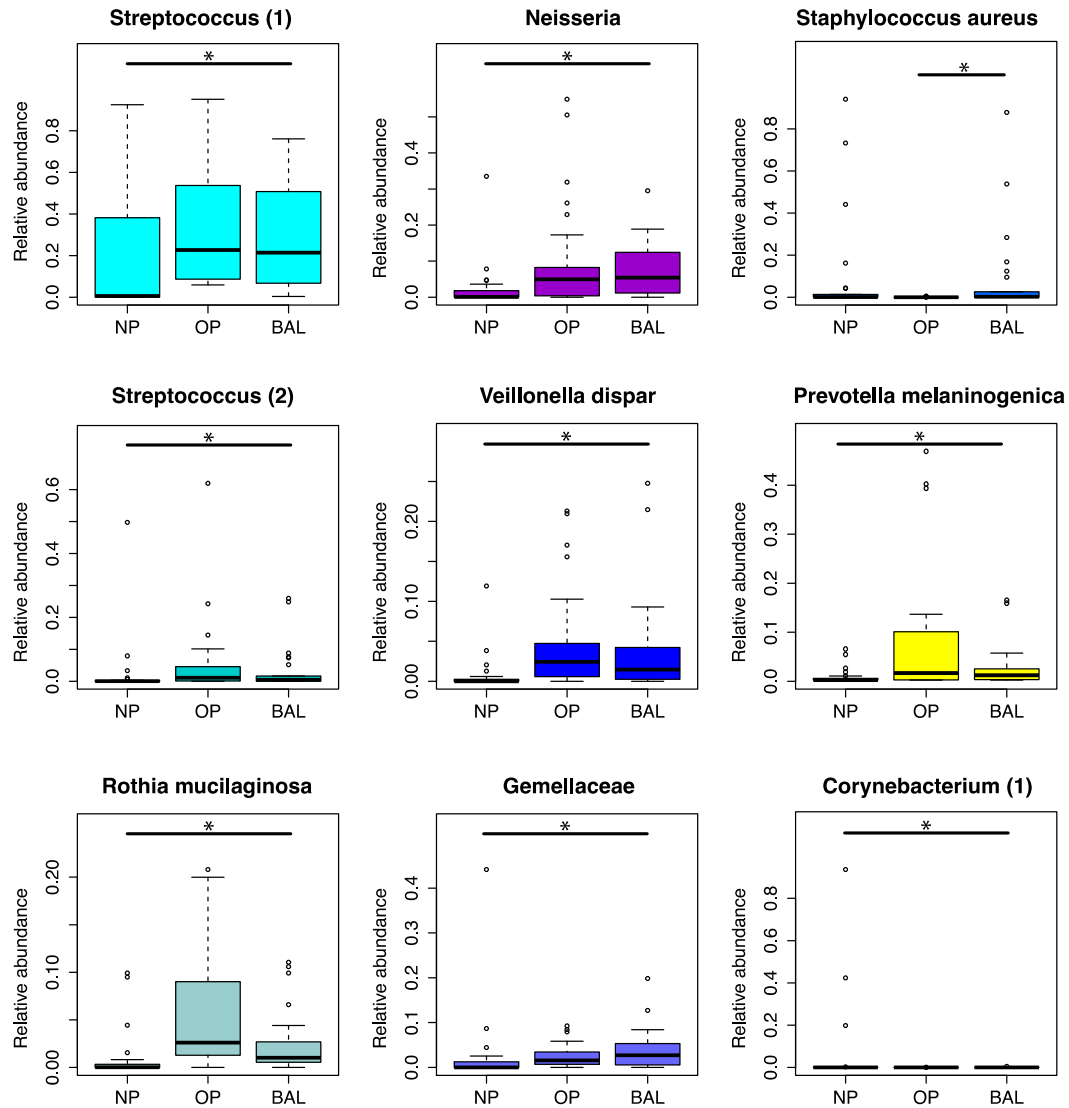 Streptococcus (1)
Neisseria
Staphylococcus aureus
*
*
*
Relative abundance
0.0 0.2 0.4 0.6 0.8
Relative abundance
0.0 0.2 0.4
Relative abundance
0.0 0.2 0.4 0.6 0.8
NP OP BAL
NP OP BAL
NP OP BAL
Streptococcus (2)
Veillonella dispar
Prevotella melaninogenica
*
*
*
Relative abundance
0.0 0.2 0.4 0.6
Relative abundance
0.00 0.10 0.20
Relative abundance
0.0 0.1 0.2 0.3 0.4
NP OP BAL
NP OP BAL
NP OP BAL
Rothia mucilaginosa
Gemellaceae
Corynebacterium (1)
*
*
*
Relative abundance
0.00 0.10 0.20
Relative abundance
0.0 0.1 0.2 0.3 0.4
Relative abundance
0.0 0.2 0.4 0.6 0.8
NP OP BAL
NP OP BAL
NP OP BAL